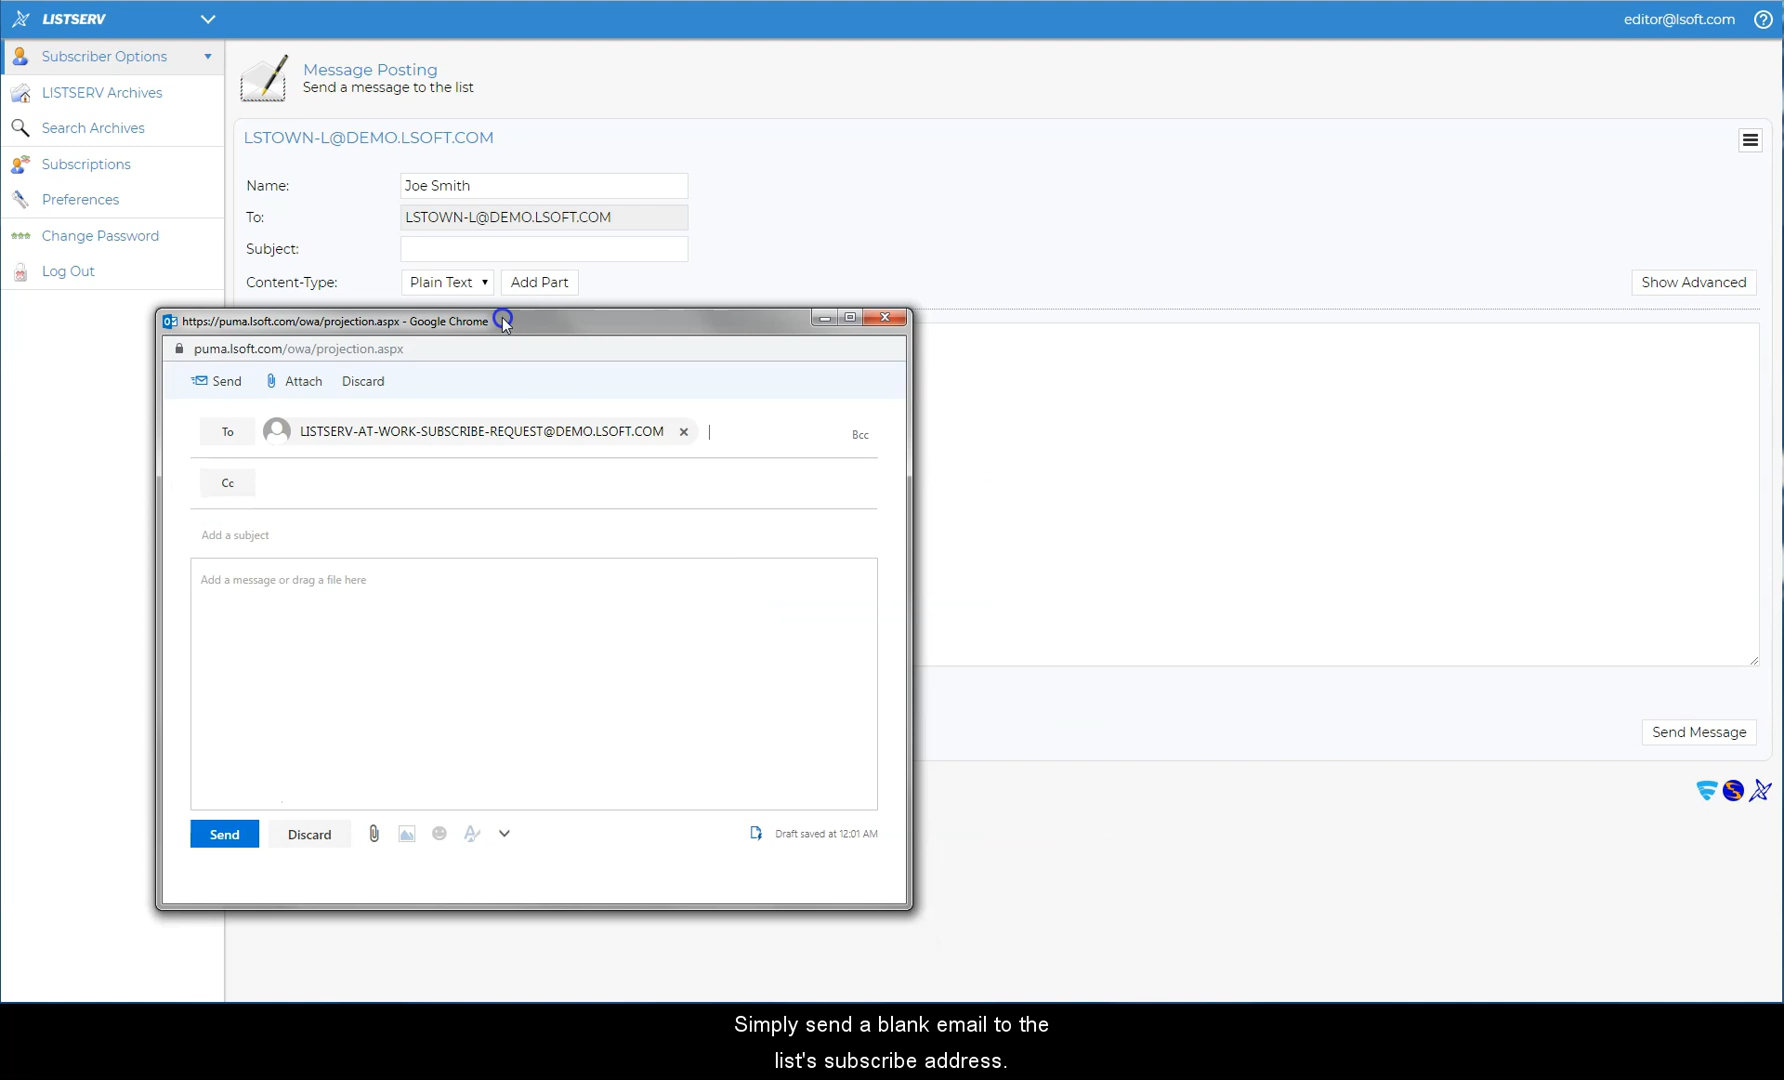 LISTSERV
editor@lsoft.com
Subscriber Options
LISTSERV Archives
Search Archives
Subscriptions
Preferences
Change Password
Log Out
Message Posting
Send a message to the list
LSTOWN-L@DEMO.LSOFT.COM
Name: Joe Smith
To: LSTOWN-L@DEMO.LSOFT.COM
Subject:
Content-Type: Plain Text Add Part Show Advanced
https://puma.lsoft.com/owa/projection.aspx - Google Chrome
puma.lsoft.com/owa/projection.aspx
Send Attach Discard
To LISTSERV-AT-WORK-SUBSCRIBE-REQUEST@DEMO.LSOFT.COM Bcc
Cc
Add a subject
Add a message or drag a file here
Send Discard Draft saved at 12:01 AM
Send Message
Simply send a blank email to the
list's subscribe address.